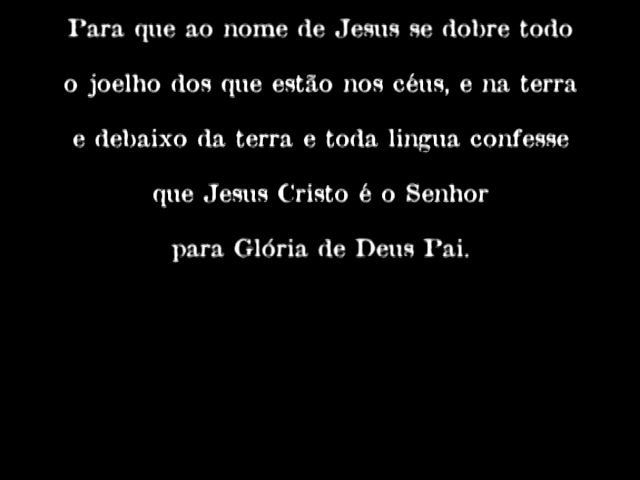 Para que ao nome de Jesus se dobre todo
o joelho dos que estão nos céus, e na terra
e debaixo da terra e toda lingua confesse
que Jesus Cristo é o Senhor
para Glória de Deus Pai.